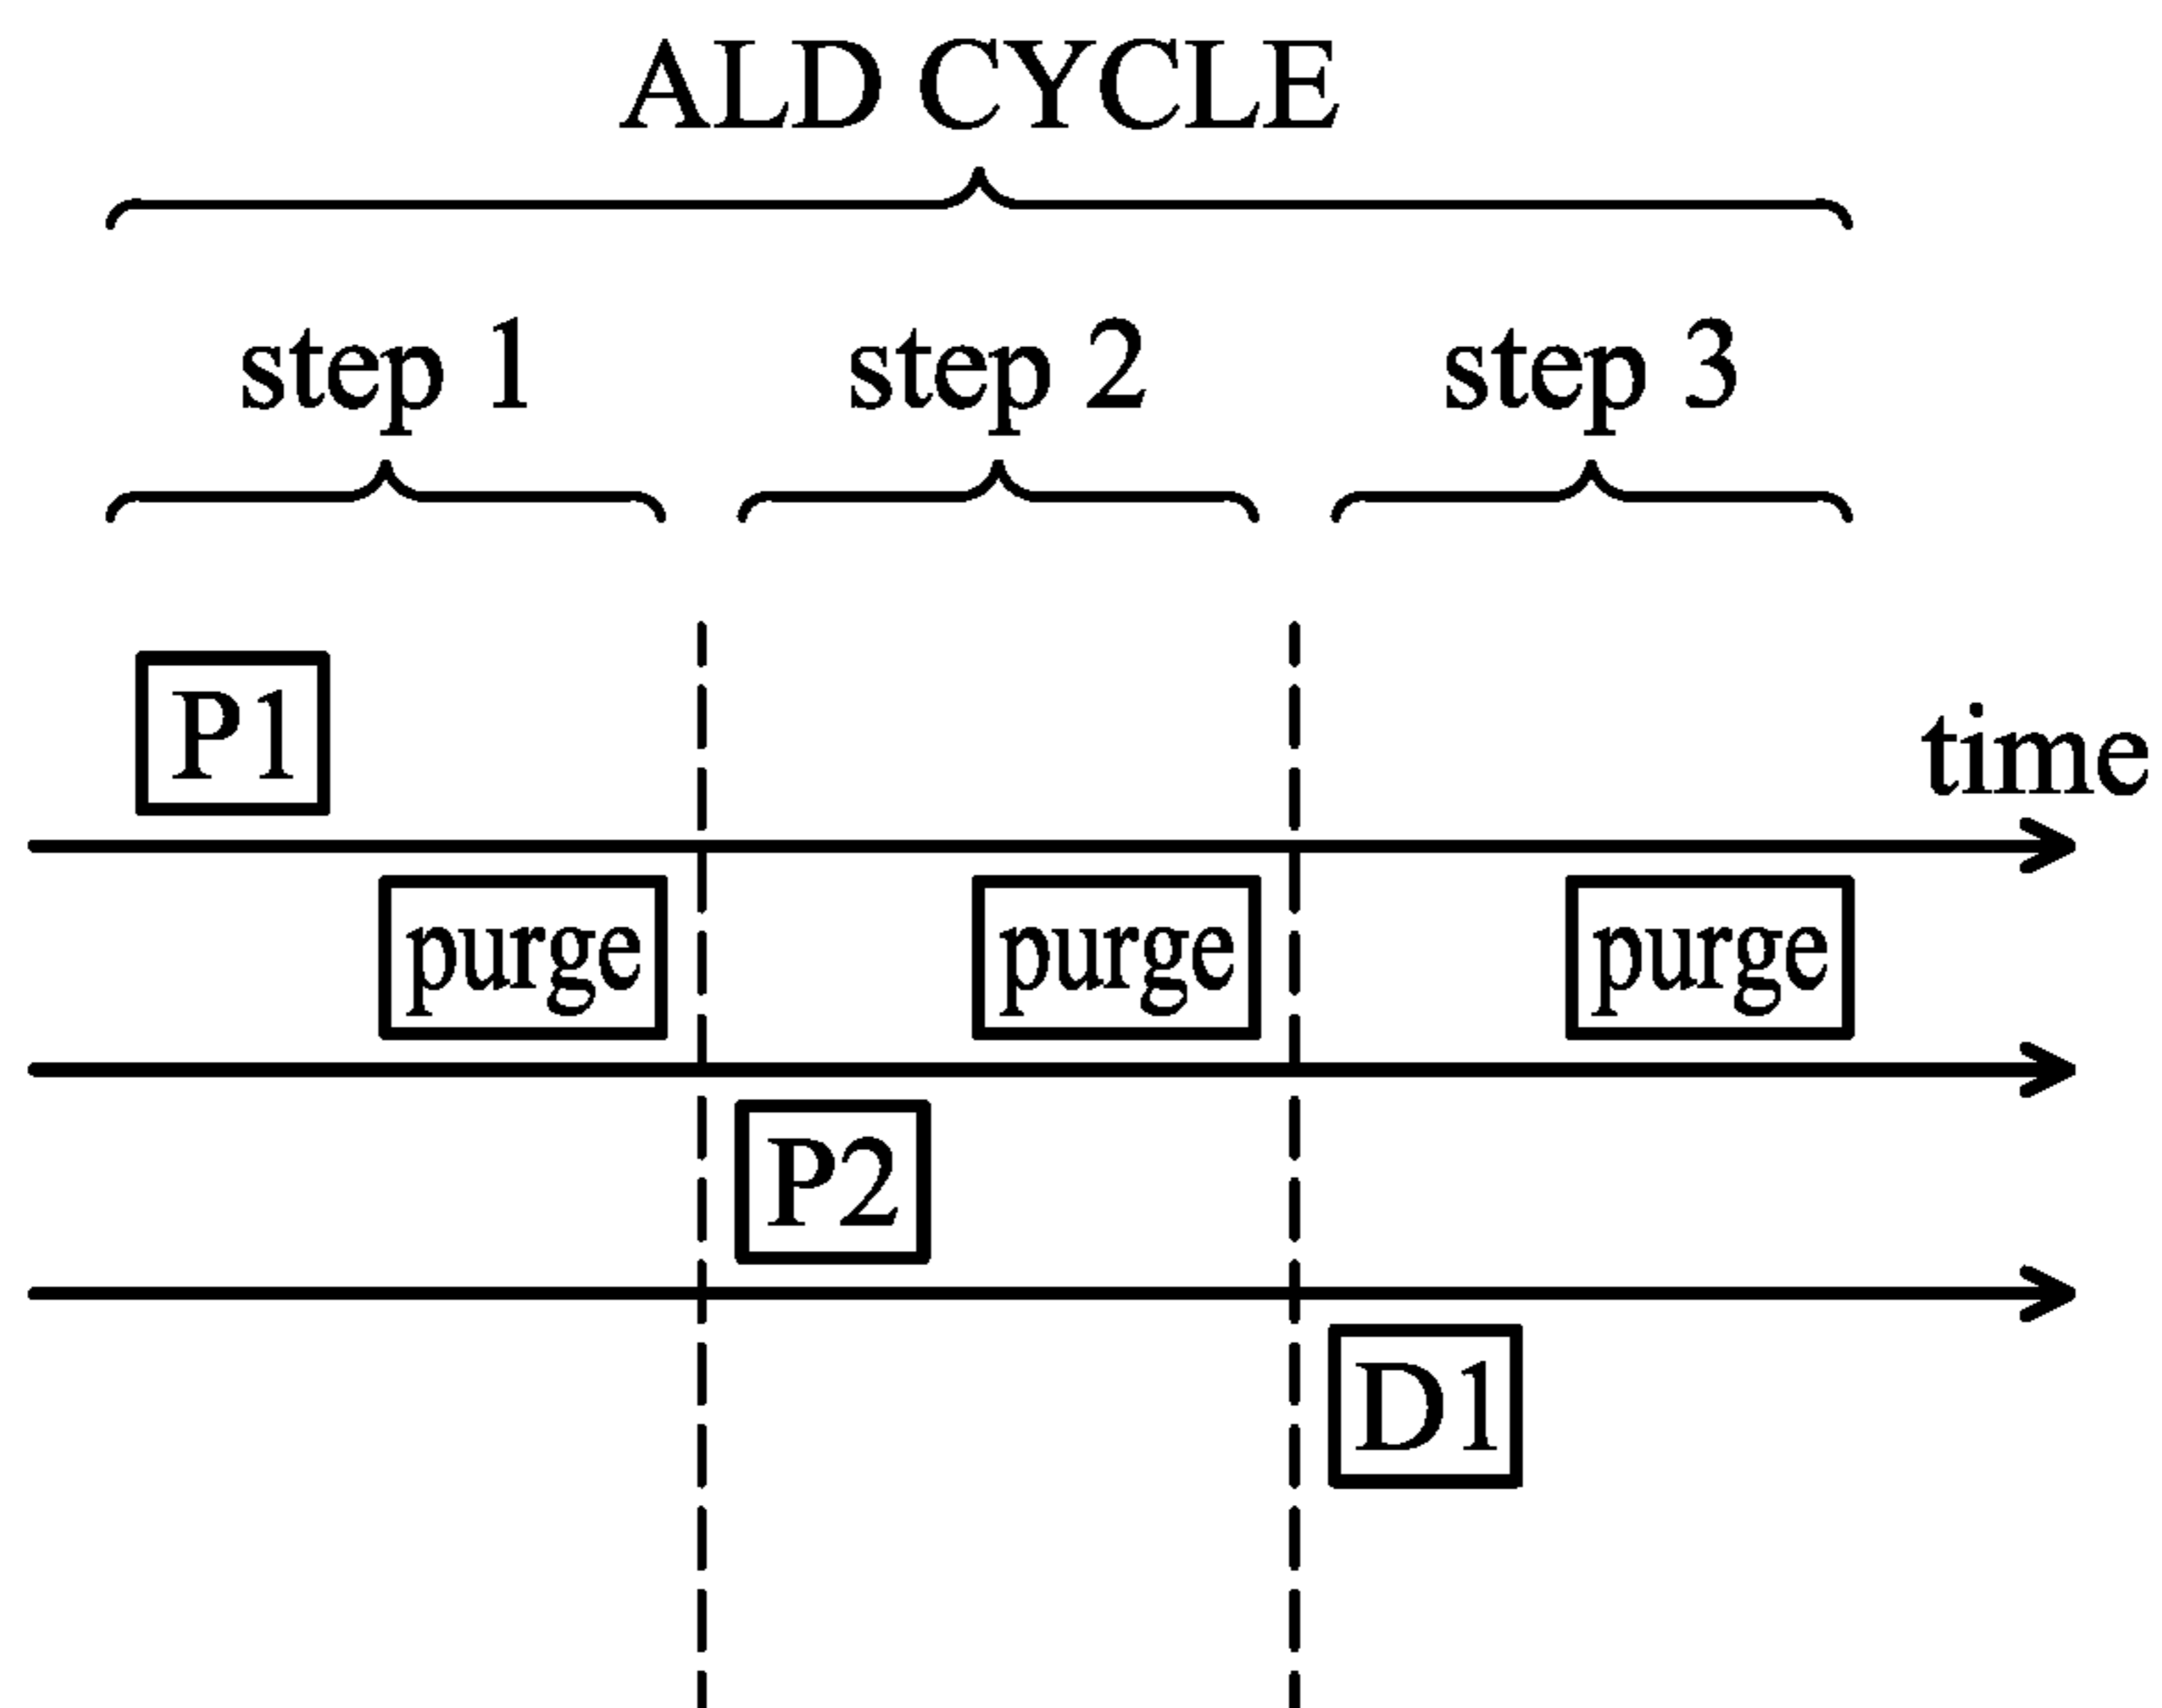 ALD CYCLE
step 1 step 2 step 3
P1
time
purge purge purge
P2
D1